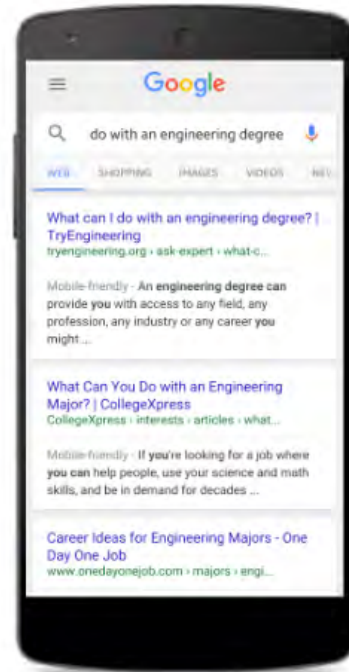 Google
do with an engineering degree
WEB SHOPPING IMAGES VIDEOS NEV
What can I do with an engineering degree? |
TryEngineering
tryengineering.org › ask-expert › what-c...
Mobile-friendly - An engineering degree can
provide you with access to any field, any
profession, any industry or any career you
might ...
What Can You Do with an Engineering
Major? | CollegeXpress
CollegeXpress › interests › articles › what...
Mobile-friendly - If you're looking for a job where
you can help people, use your science and math
skills, and be in demand for decades ...
Career Ideas for Engineering Majors - One
Day One Job
www.onedayonejob.com › majors › engi...